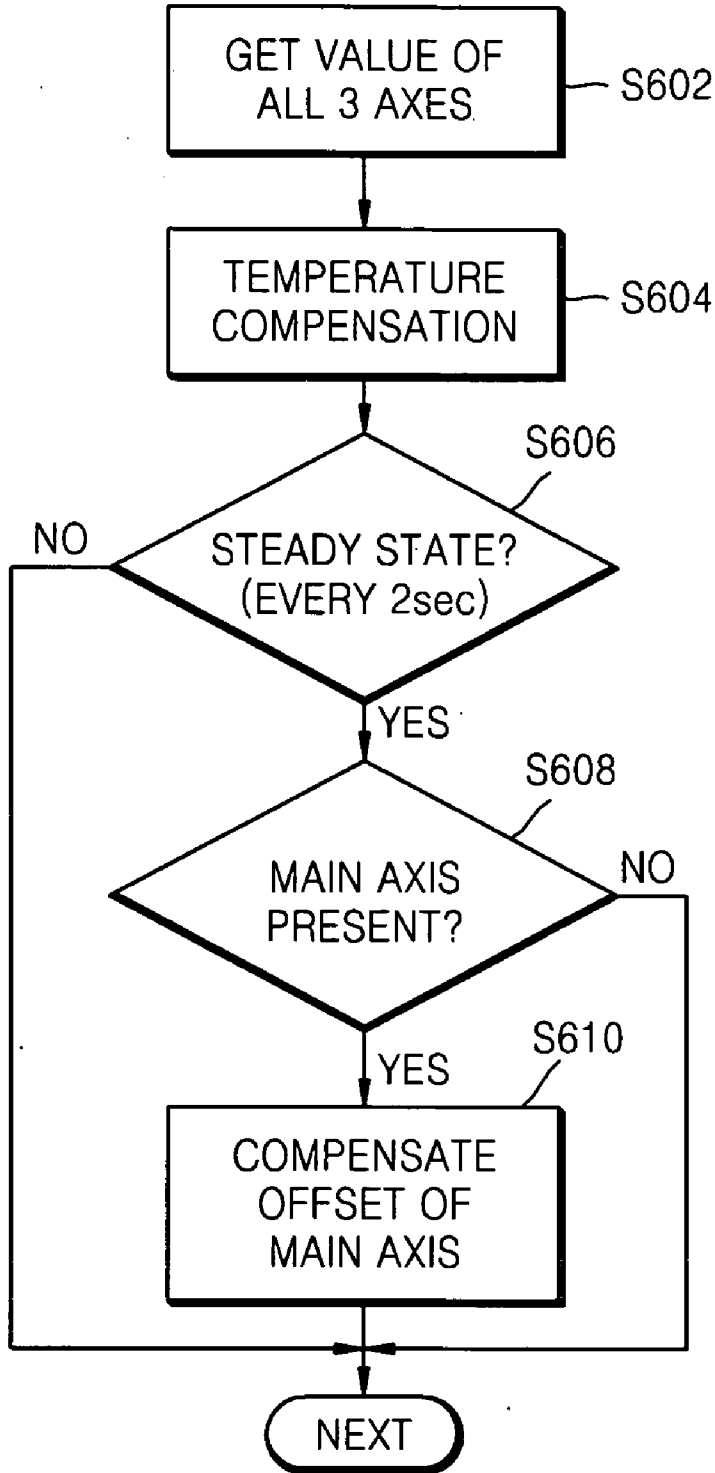 GET VALUE OF
ALL 3 AXES
S602
TEMPERATURE
COMPENSATION
S604
S606
NO
STEADY STATE?
(EVERY 2sec)
YES
S608
MAIN AXIS
PRESENT?
NO
YES
S610
COMPENSATE
OFFSET OF
MAIN AXIS
NEXT